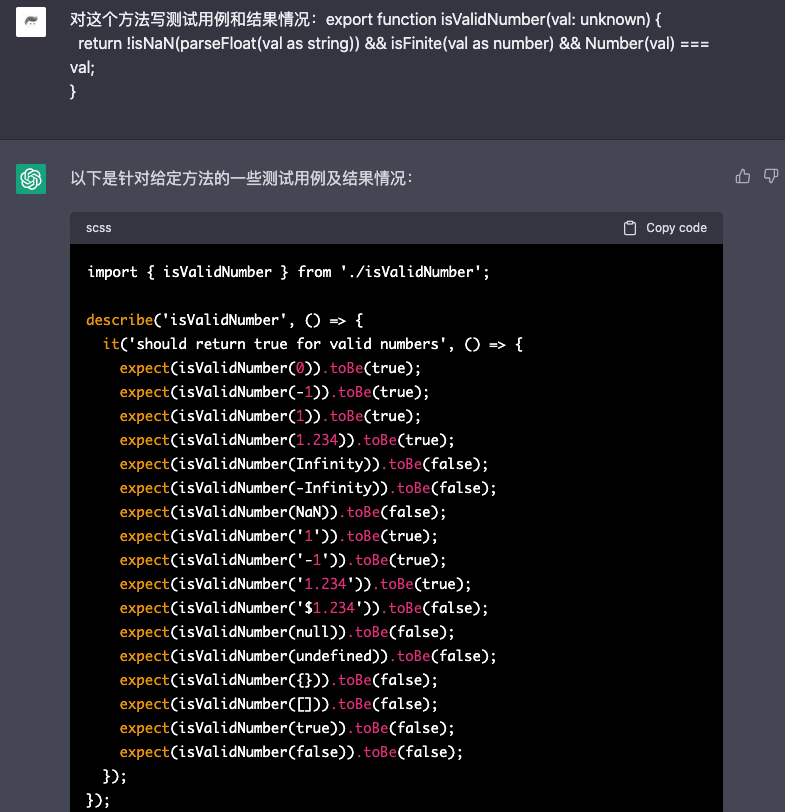 对这个方法写测试用例和结果情况：export function isValidNumber(val: unknown) {
return !isNaN(parseFloat(val as string)) && isFinite(val as number) && Number(val) ===
val;
}
以下是针对给定方法的一些测试用例及结果情况：
scss Copy code
import { isValidNumber } from './isValidNumber';
describe('isValidNumber', () => {
it('should return true for valid numbers', () => {
expect(isValidNumber(0)).toBe(true);
expect(isValidNumber(-1)).toBe(true);
expect(isValidNumber(1)).toBe(true);
expect(isValidNumber(1.234)).toBe(true);
expect(isValidNumber(Infinity)).toBe(false);
expect(isValidNumber(-Infinity)).toBe(false);
expect(isValidNumber(NaN)).toBe(false);
expect(isValidNumber('1')).toBe(true);
expect(isValidNumber('-1')).toBe(true);
expect(isValidNumber('1.234')).toBe(true);
expect(isValidNumber('$1.234')).toBe(false);
expect(isValidNumber(null)).toBe(false);
expect(isValidNumber(undefined)).toBe(false);
expect(isValidNumber({})).toBe(false);
expect(isValidNumber([])).toBe(false);
expect(isValidNumber(true)).toBe(false);
expect(isValidNumber(false)).toBe(false);
});
});